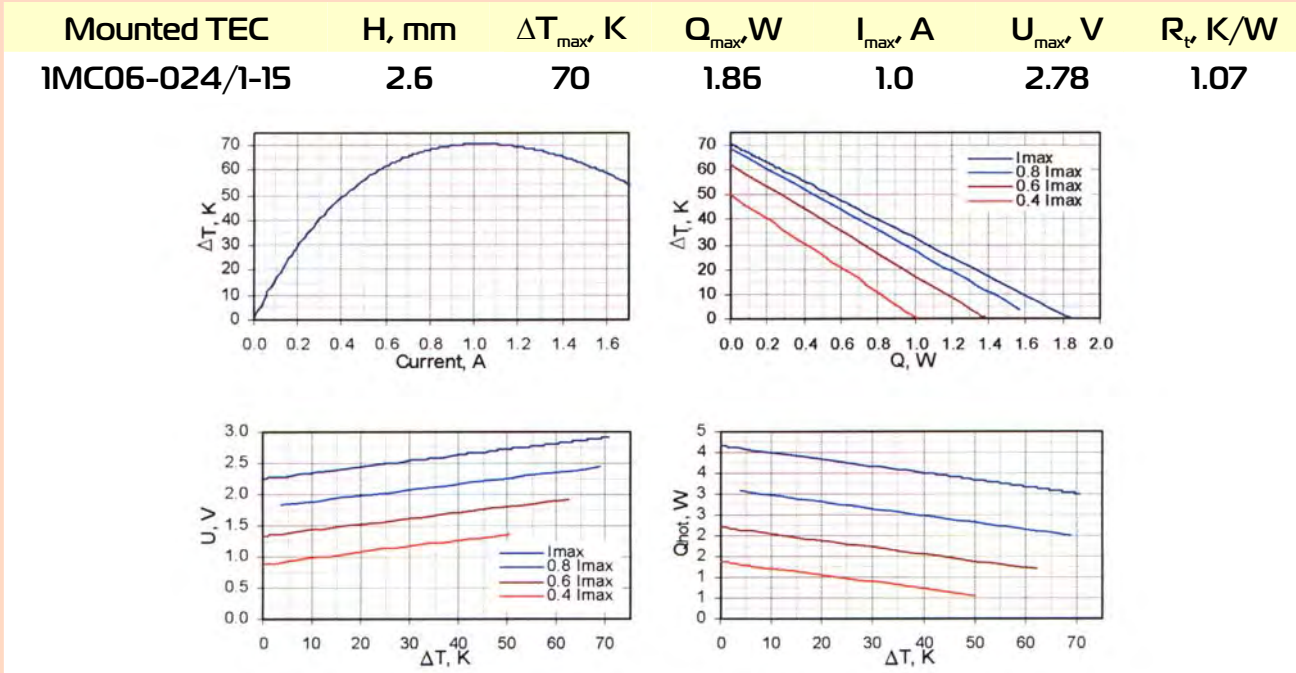 Mounted TEC H, mm ΔTmax, K Qmax,W Imax, A Umax, V Rt, K/W
1MC06-024/1-15 2.6 70 1.86 1.0 2.78 1.07
ΔT, K
70
60
50
40
30
20
10
0
0.0 0.2 0.4 0.6 0.8 1.0 1.2 1.4 1.6
Current, A
ΔT, K
70
60
50
40
30
20
10
0
Imax
0.8 Imax
0.6 Imax
0.4 Imax
0.0 0.2 0.4 0.6 0.8 1.0 1.2 1.4 1.6 1.8 2.0
Q, W
U, V
3.0
2.5
2.0
1.5
1.0
0.5
0.0
Imax
0.8 Imax
0.6 Imax
0.4 Imax
0 10 20 30 40 50 60 70
ΔT, K
Qhot, W
5
4
4
3
3
2
2
1
1
0
0 10 20 30 40 50 60 70
ΔT, K